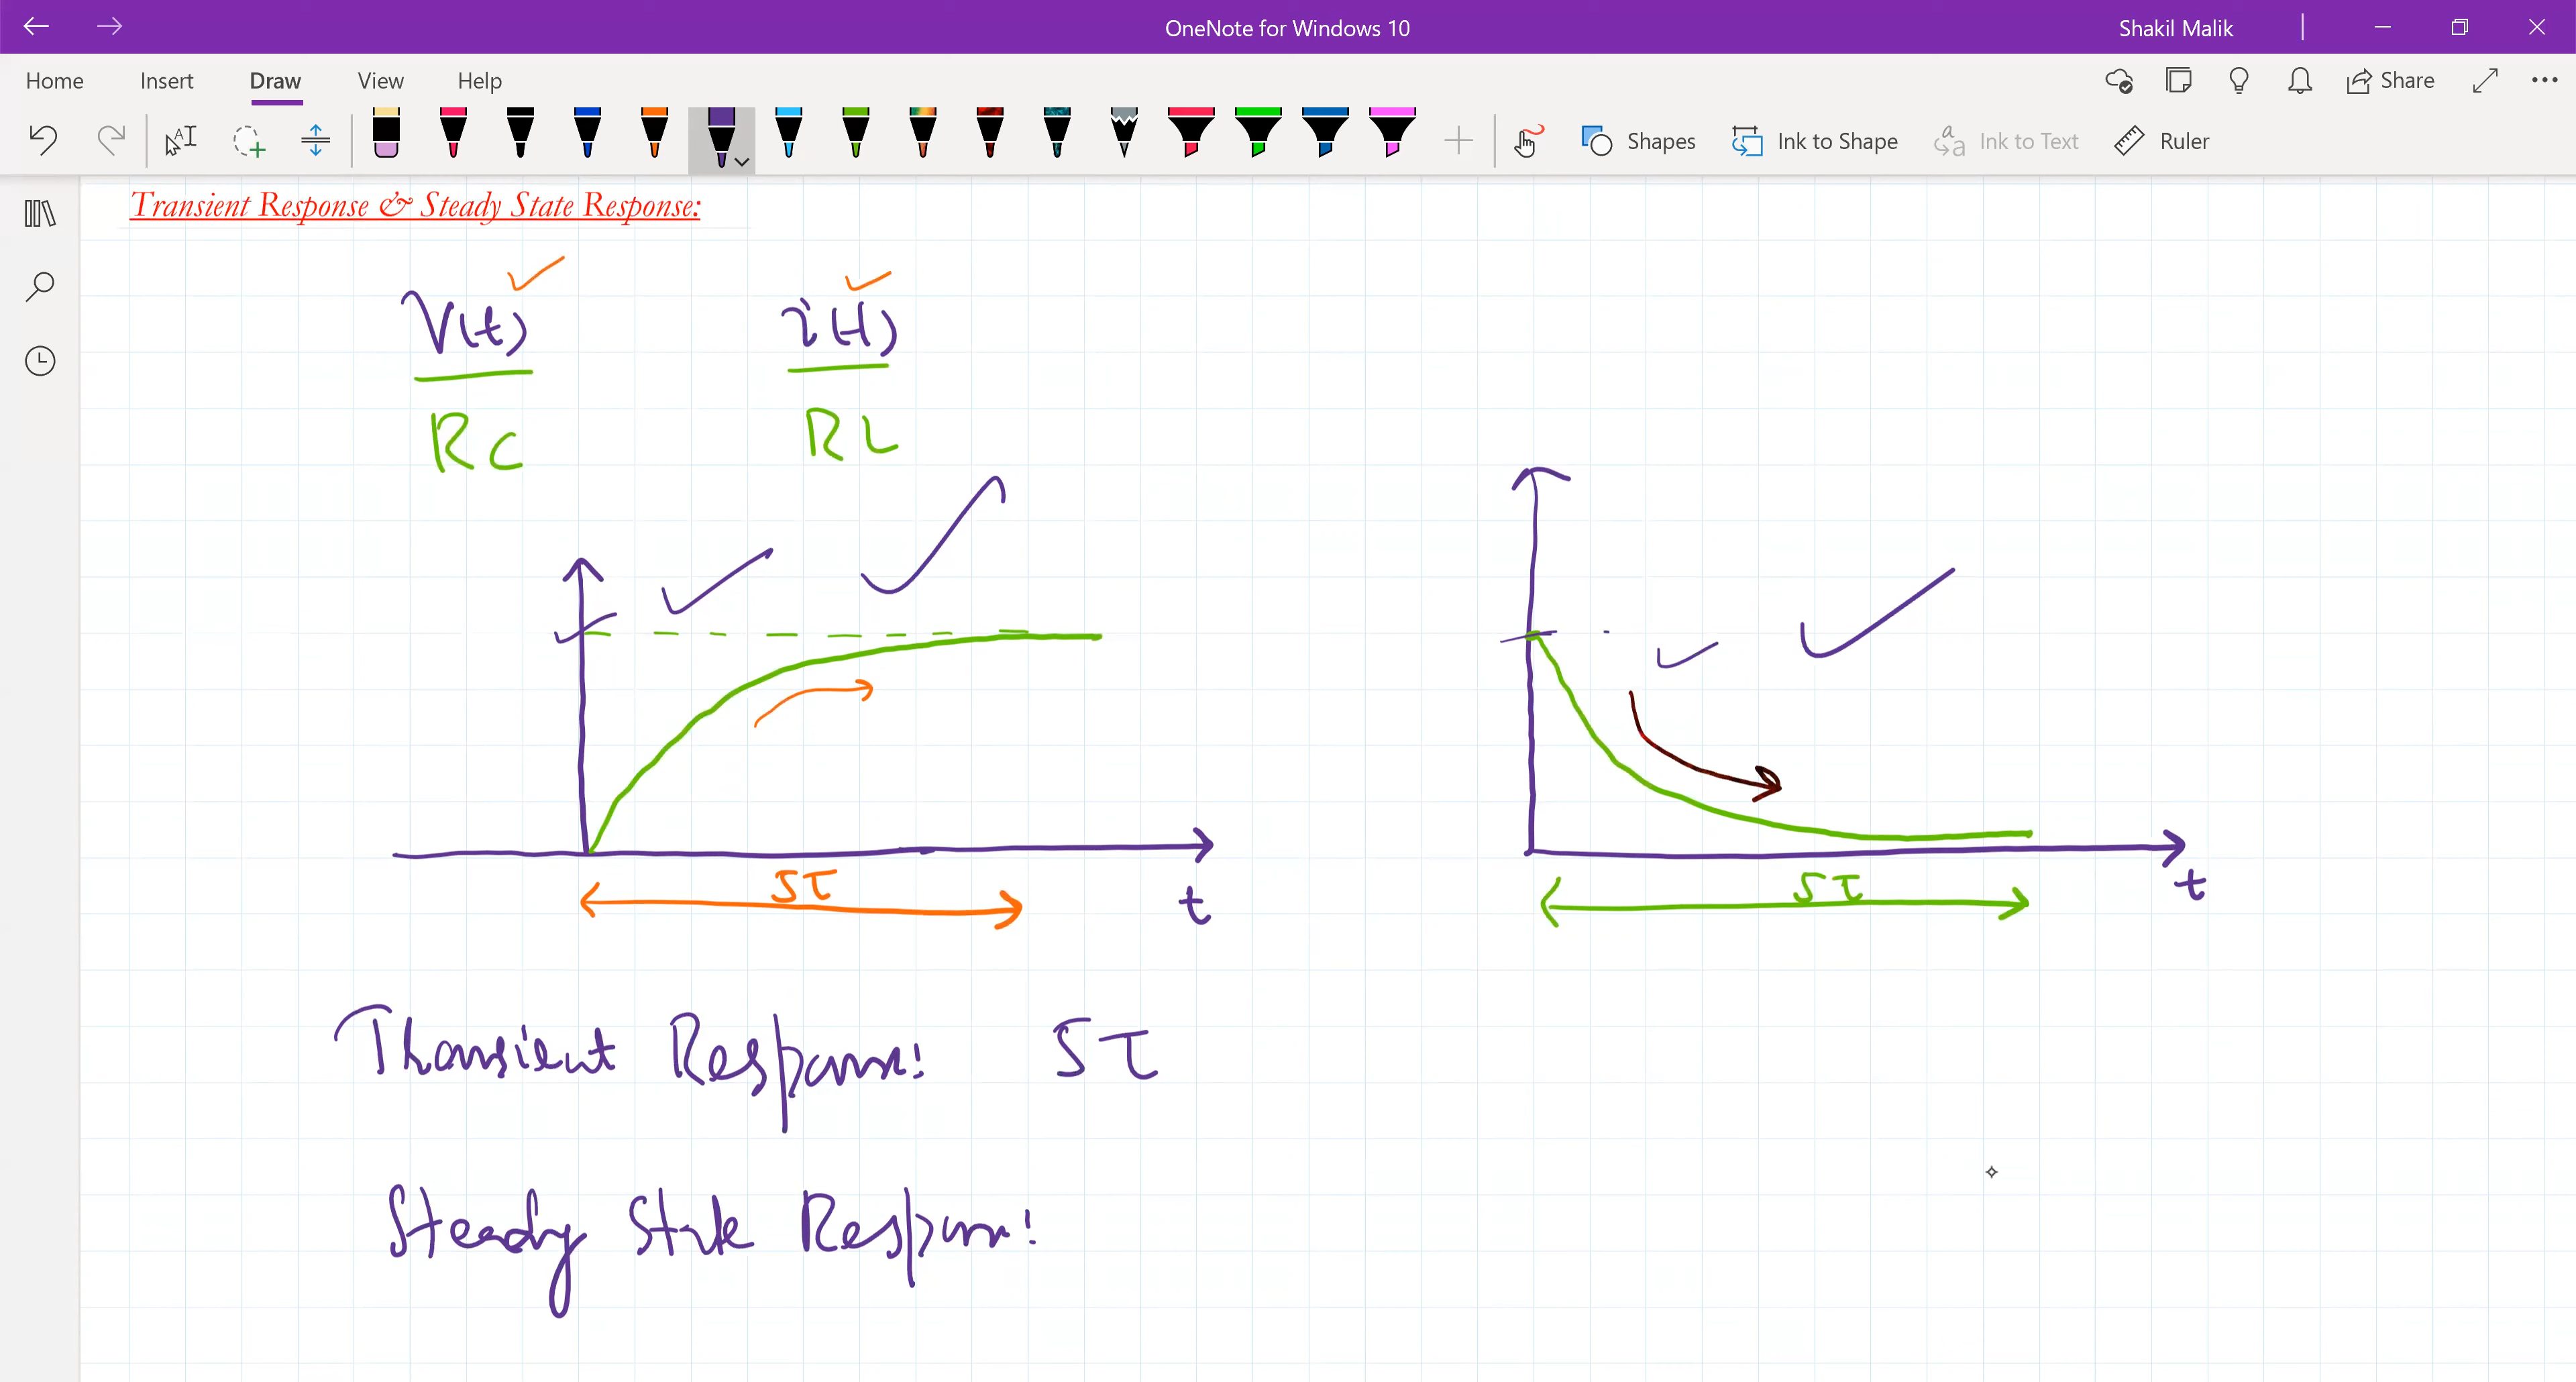 OneNote for Windows 10
Shakil Malik
Home Insert Draw View Help
Share
Shapes Ink to Shape Ink to Text Ruler
Transient Response & Steady State Response:
V(t) i(t)
RC RL
5τ t
5τ t
Transient Response: 5τ
Steady State Response: